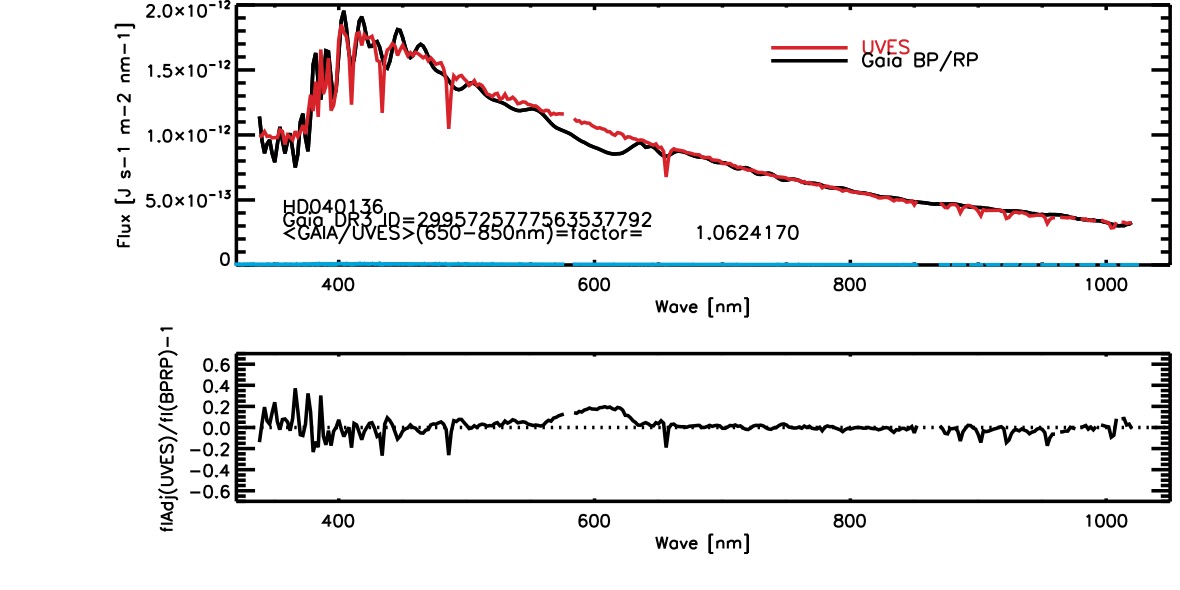 2.0×10−12
1.5×10−12
1.0×10−12
5.0×10−13
0
Flux [J s−1 m−2 nm−1]
UVES
Gaia BP/RP
HD040136
Gaia DR3 ID=2995725777563537792
<GAIA/UVES>(650−850nm)=factor= 1.0624170
400 600 800 1000
Wave [nm]
0.6
0.4
0.2
0.0
−0.2
−0.4
−0.6
flAdj(UVES)/fl(BPRP)−1
400 600 800 1000
Wave [nm]